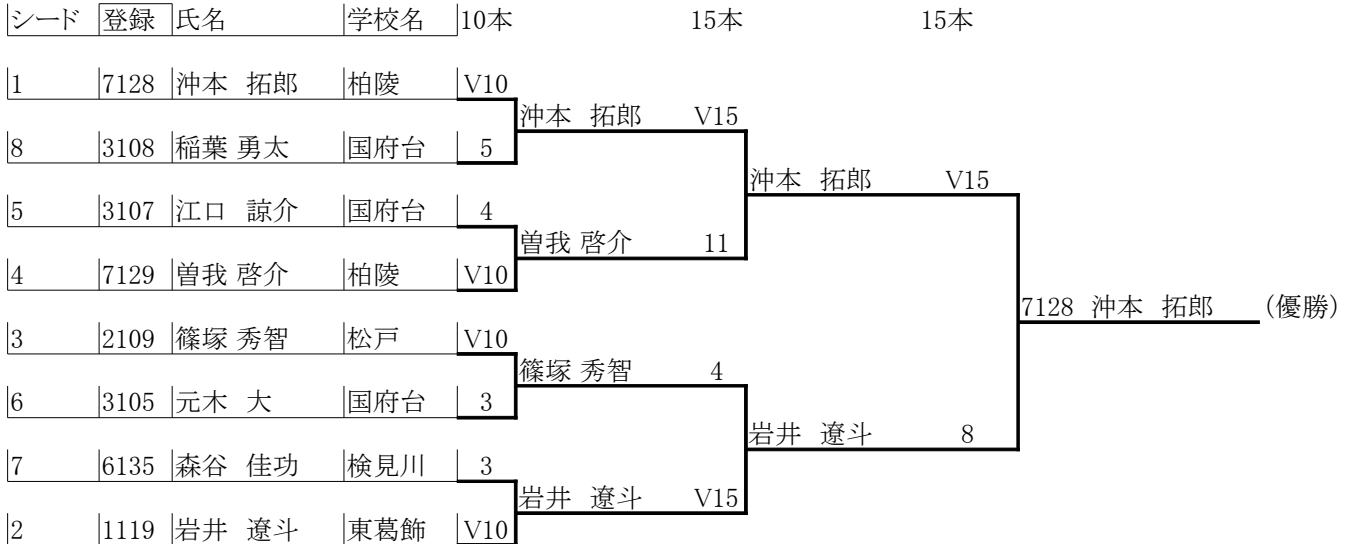 シード 登録 氏名 学校名 10本 15本 15本
1 7128 沖本 拓郎 柏陵 V10
沖本 拓郎 V15
8 3108 稲葉 勇太 国府台 5
沖本 拓郎 V15
5 3107 江口 諒介 国府台 4
曽我 啓介 11
4 7129 曽我 啓介 柏陵 V10
7128 沖本 拓郎 (優勝)
3 2109 篠塚 秀智 松戸 V10
篠塚 秀智 4
6 3105 元木 大 国府台 3
岩井 遼斗 8
7 6135 森谷 佳功 検見川 3
岩井 遼斗 V15
2 1119 岩井 遼斗 東葛飾 V10